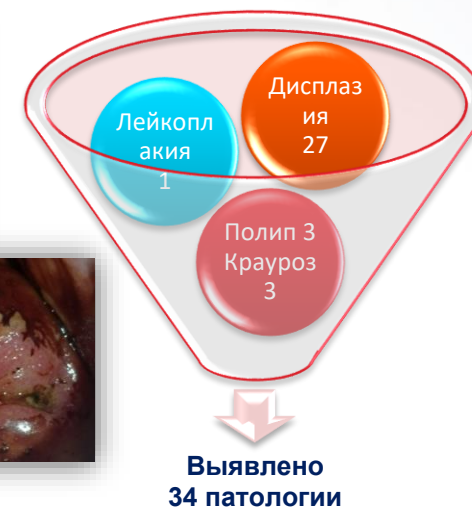 Дисплаз
ия
27
Лейкопл
акия
1
Полип 3
Крауроз
3
Выявлено
34 патологии